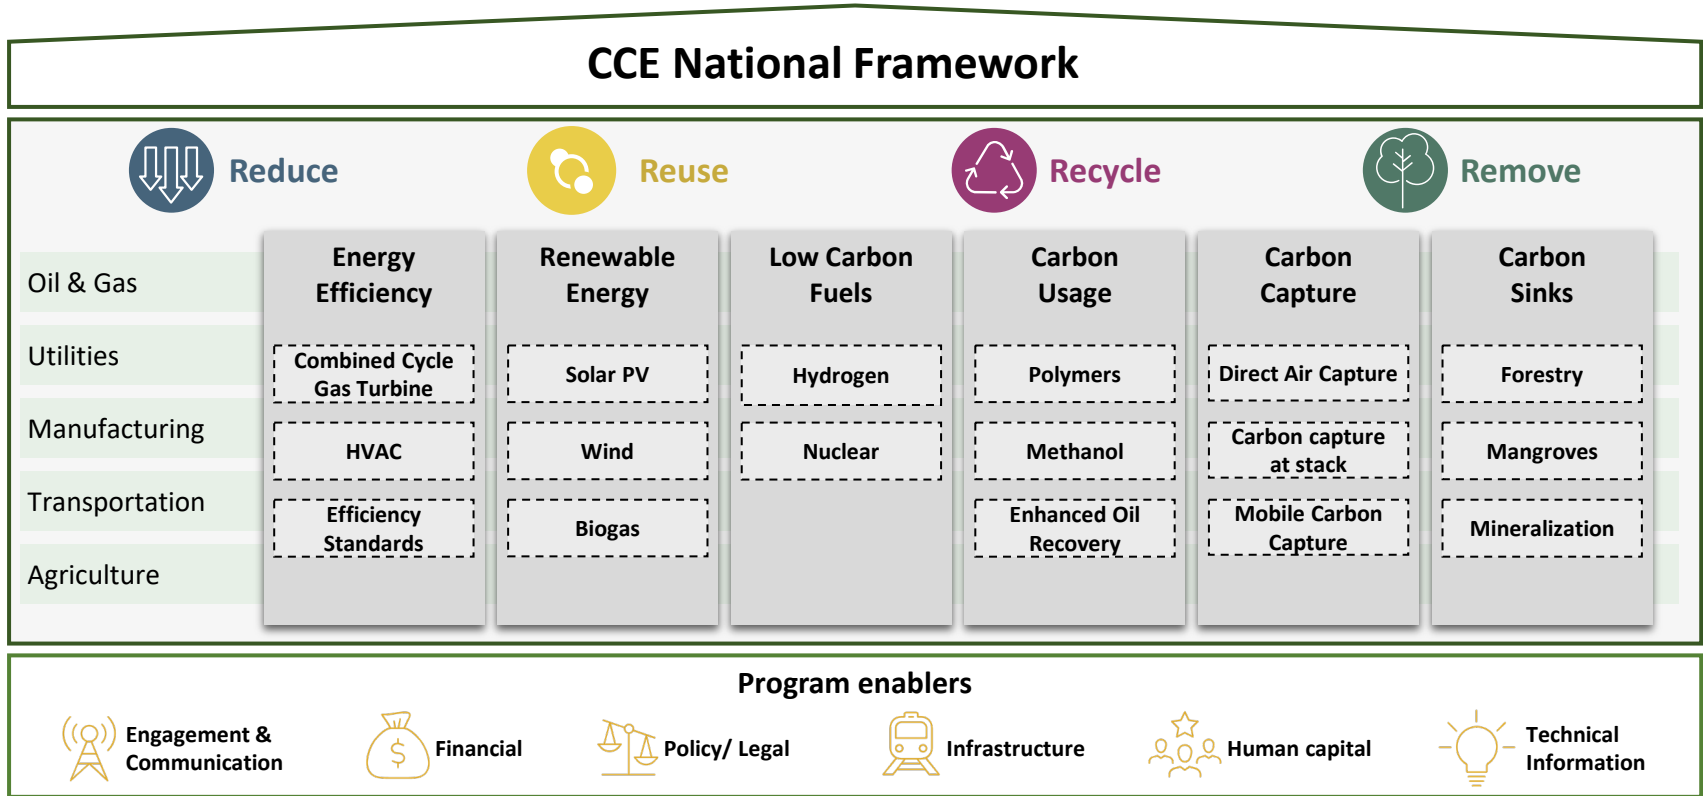 CCE National Framework
Reduce
Reuse
Recycle
Remove
Oil & Gas
Utilities
Manufacturing
Transportation
Agriculture
Energy
Efficiency
Combined Cycle
Gas Turbine
HVAC
Efficiency
Standards
Renewable
Energy
Solar PV
Wind
Biogas
Low Carbon
Fuels
Hydrogen
Nuclear
Carbon
Usage
Polymers
Methanol
Enhanced Oil
Recovery
Carbon
Capture
Direct Air Capture
Carbon capture
at stack
Mobile Carbon
Capture
Carbon
Sinks
Forestry
Mangroves
Mineralization
Program enablers
Engagement &
Communication
$
Financial
Policy/ Legal
Infrastructure
Human capital
Technical
Information